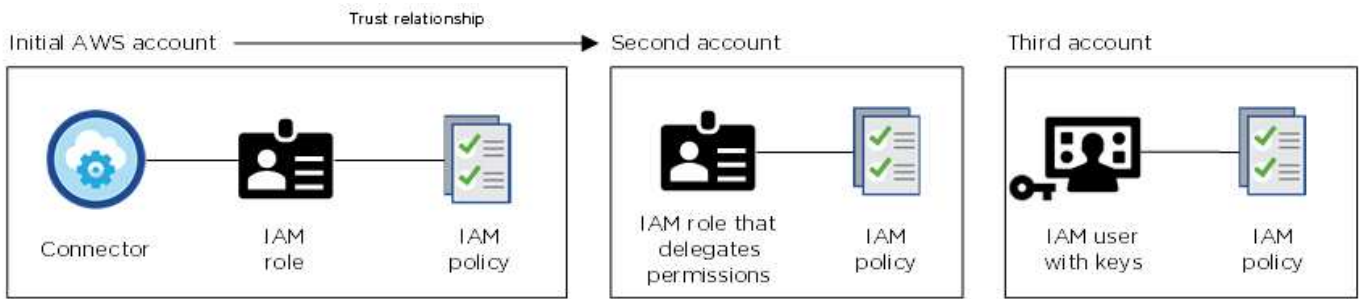 Trust relationship
Initial AWS account
Second account
Third account
Connector
IAM
role
IAM
policy
IAM role that
delegates
permissions
IAM
policy
IAM user
with keys
IAM
policy